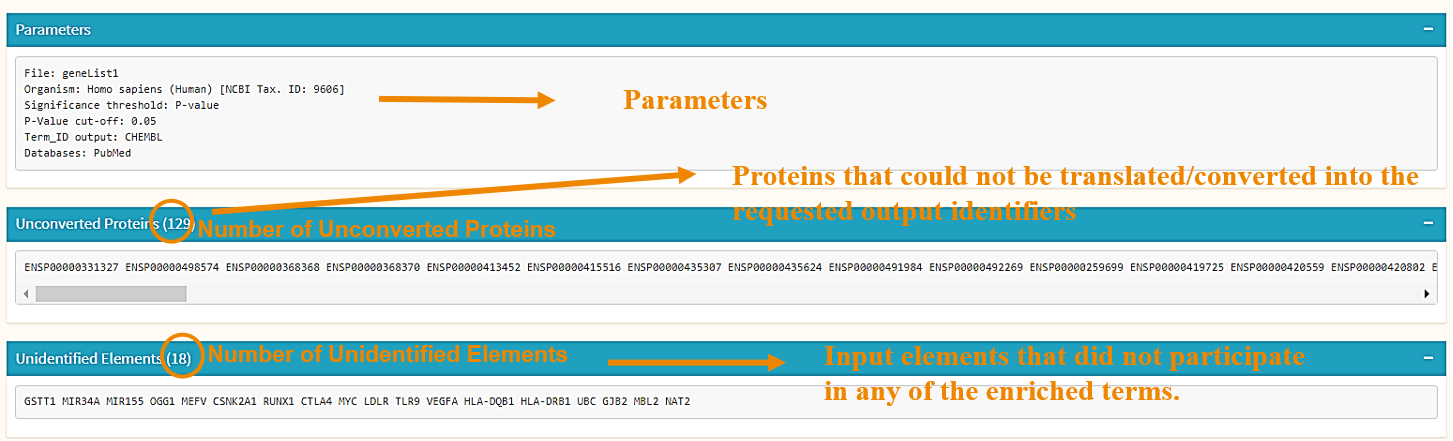 Parameters
File: geneList1
Organism: Homo sapiens (Human) [NCBI Tax. ID: 9606]
Significance threshold: P-value
P-Value cut-off: 0.05
Term_ID output: CHEMBL
Databases: PubMed
Parameters
Proteins that could not be translated/converted into the
requested output identifiers
Unconverted Proteins (129)
Number of Unconverted Proteins
ENSP00000331327 ENSP00000498574 ENSP00000368368 ENSP00000368370 ENSP00000413452 ENSP00000415516 ENSP00000435307 ENSP00000435624 ENSP00000491984 ENSP00000492269 ENSP00000259699 ENSP00000419725 ENSP00000420559 ENSP00000420802 E
Unidentified Elements (18)
Number of Unidentified Elements
Input elements that did not participate
in any of the enriched terms.
GSTT1 MIR34A MIR155 OGG1 MEFV CSNK2A1 RUNX1 CTLA4 MYC LDLR TLR9 VEGFA HLA-DQB1 HLA-DRB1 UBC GJB2 MBL2 NAT2